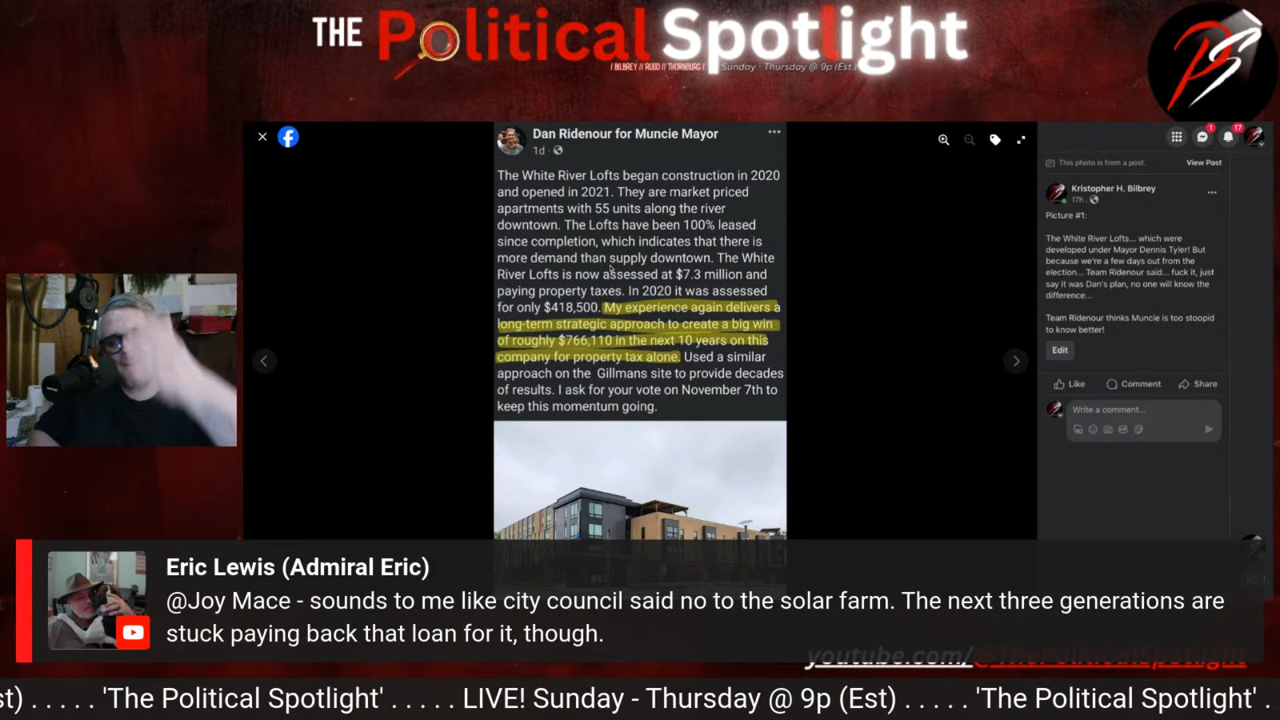 THE Political Spotlight
/ BILBREY // RUDD // THORNBURG /
Sunday - Thursday @ 9p (Est)
PS
Dan Ridenour for Muncie Mayor
1d ·
The White River Lofts began construction in 2020
and opened in 2021. They are market priced
apartments with 55 units along the river
downtown. The Lofts have been 100% leased
since completion, which indicates that there is
more demand than supply downtown. The White
River Lofts is now assessed at $7.3 million and
paying property taxes. In 2020 it was assessed
for only $418,500. My experience again delivers a
long-term strategic approach to create a big win
of roughly $766,110 in the next 10 years on this
company for property tax alone. Used a similar
approach on the Gillmans site to provide decades
of results. I ask for your vote on November 7th to
keep this momentum going.
1
17
This photo is from a post.
View Post
Kristopher H. Bilbrey
17h ·
Picture #1:
The White River Lofts... which were
developed under Mayor Dennis Tyler! But
because we're a few days out from the
election... Team Ridenour said... fuck it, just
say it was Dan's plan, no one will know the
difference...
Team Ridenour thinks Muncie is too stoopid
to know better!
Edit
Like
Comment
Share
Write a comment...
Eric Lewis (Admiral Eric)
@Joy Mace - sounds to me like city council said no to the solar farm. The next three generations are
stuck paying back that loan for it, though.
youtube.com/@ThePoliticalSpotlight
st) . . . . . 'The Political Spotlight' . . . . . LIVE! Sunday - Thursday @ 9p (Est) . . . . . 'The Political Spotlight' .